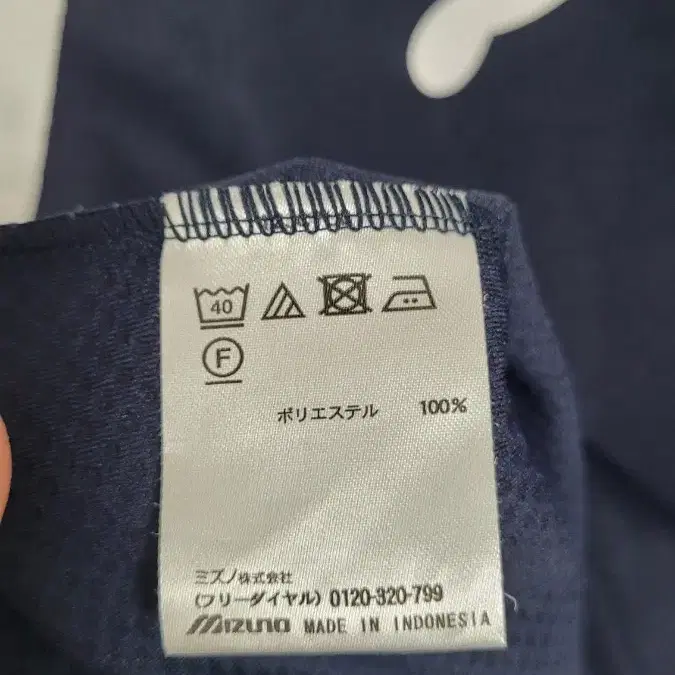 40
F
ポリエステル 100%
ミズノ株式会社
(フリーダイヤル) 0120-320-799
MIZUNO MADE IN INDONESIA